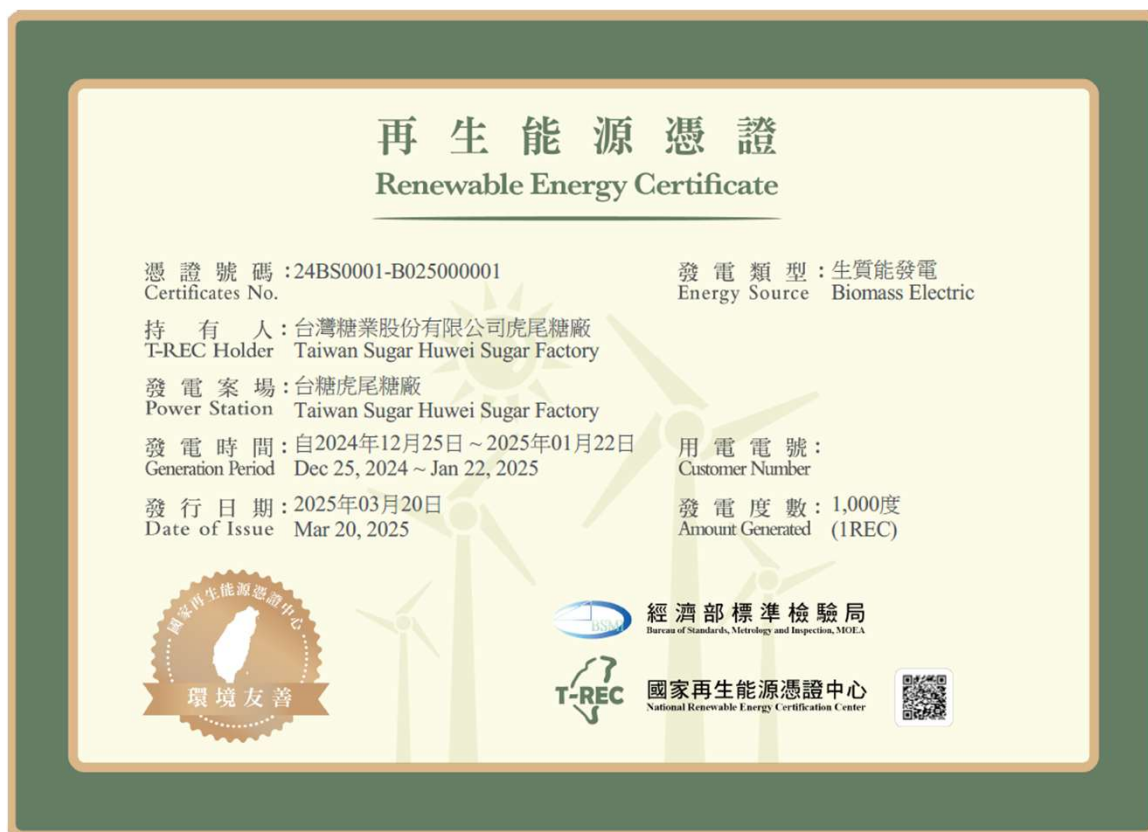 再生能源憑證
Renewable Energy Certificate
憑證號碼：24BS0001-B025000001
Certificates No.
發電類型：生質能發電
Energy Source Biomass Electric
持有人：台灣糖業股份有限公司虎尾糖廠
T-REC Holder Taiwan Sugar Huwei Sugar Factory
發電案場：台糖虎尾糖廠
Power Station Taiwan Sugar Huwei Sugar Factory
發電時間：自2024年12月25日 ~ 2025年01月22日
Generation Period Dec 25, 2024 ~ Jan 22, 2025
用電電號：
Customer Number
發行日期：2025年03月20日
Date of Issue Mar 20, 2025
發電度數：1,000度
Amount Generated (1REC)
國家再生能源憑證中心
環境友善
BSMI
經濟部標準檢驗局
Bureau of Standards, Metrology and Inspection, MOEA
T-REC
國家再生能源憑證中心
National Renewable Energy Certification Center